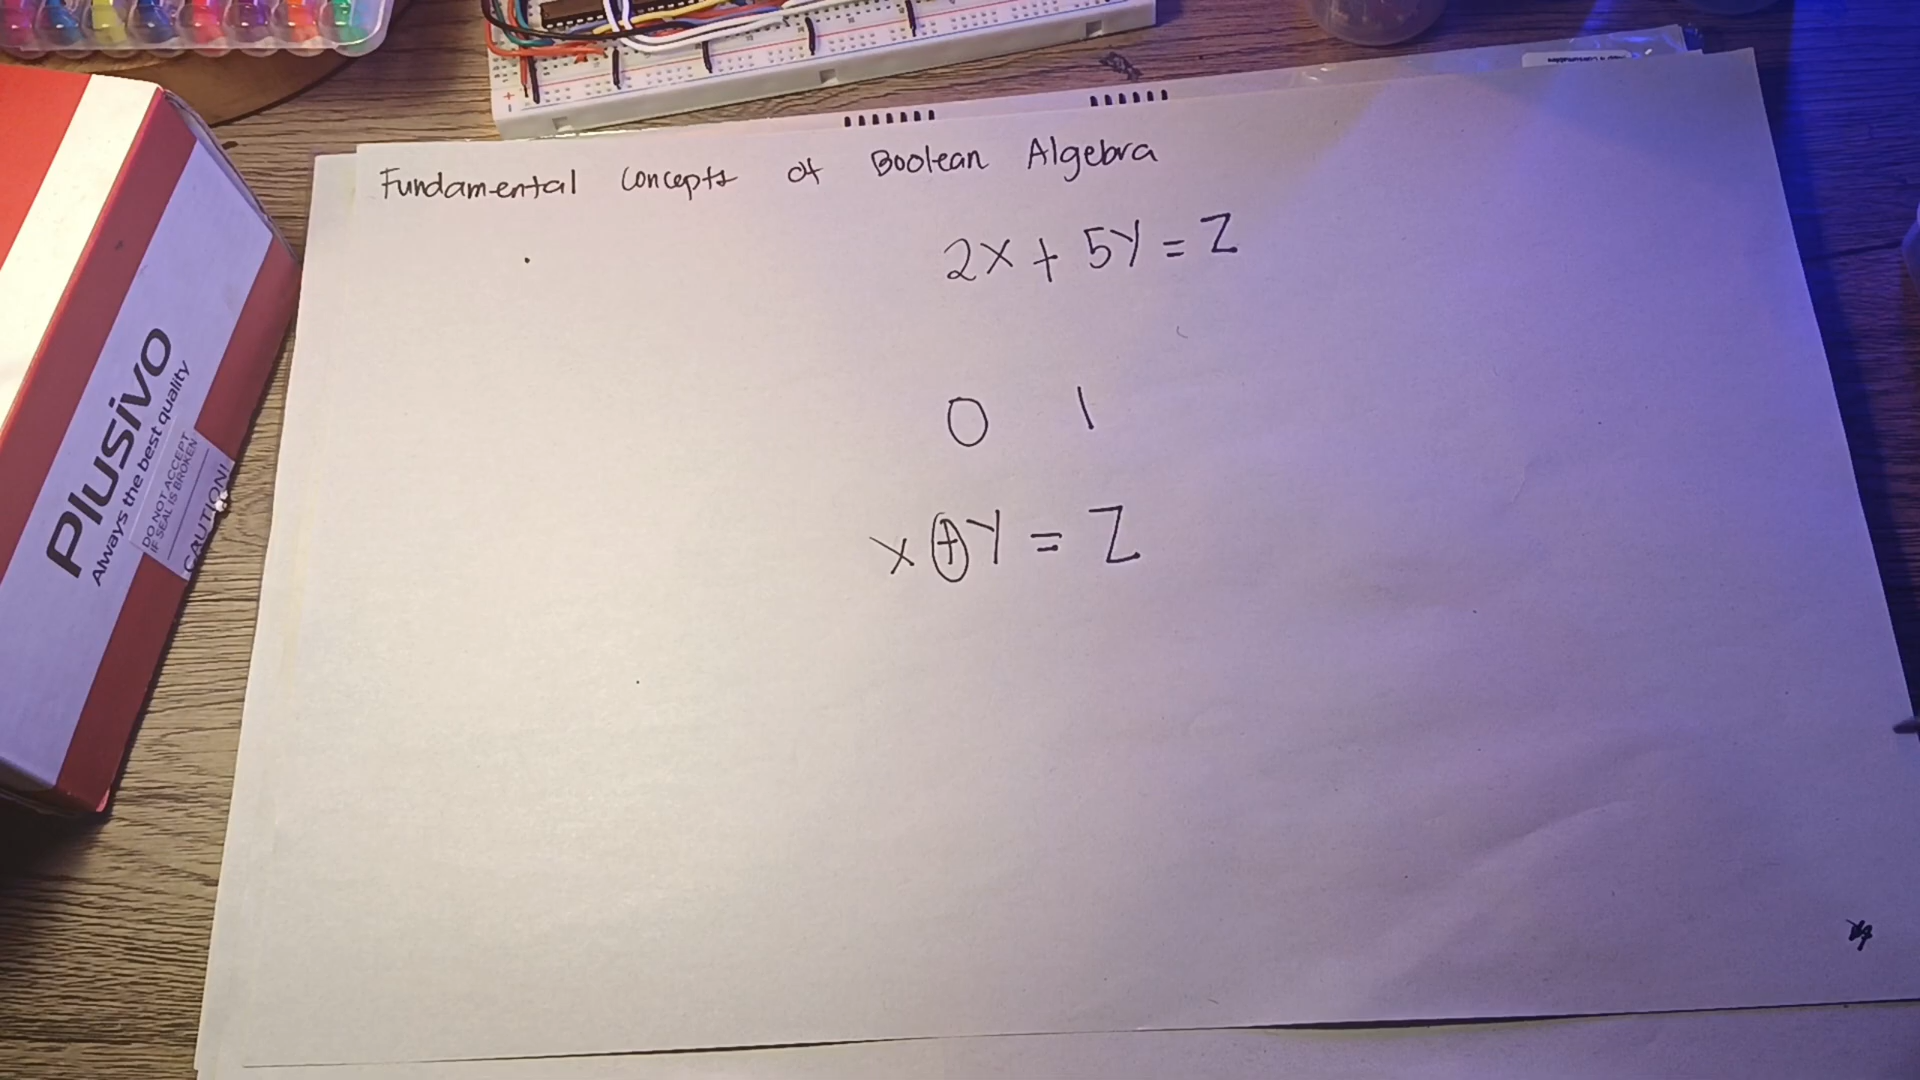 Fundamental Concepts of Boolean Algebra
2X + 5Y = Z
0 1
X ⊕ Y = Z
Plusivo
Always the best quality
DO NOT ACCEPT
IF SEAL IS BROKEN
CAUTION!